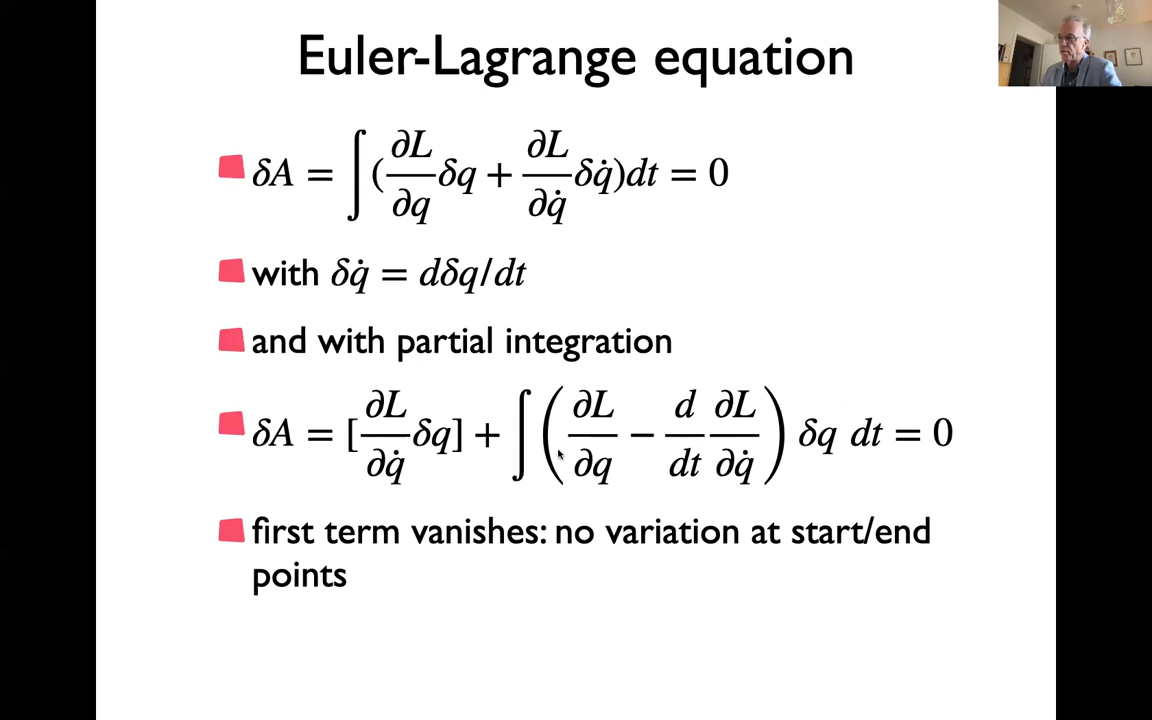 Euler-Lagrange equation
δA = ∫(∂L/∂q δq + ∂L/∂q̇ δq̇)dt = 0
with δq̇ = dδq/dt
and with partial integration
δA = [∂L/∂q̇ δq] + ∫(∂L/∂q − d/dt ∂L/∂q̇) δq dt = 0
first term vanishes: no variation at start/end
points